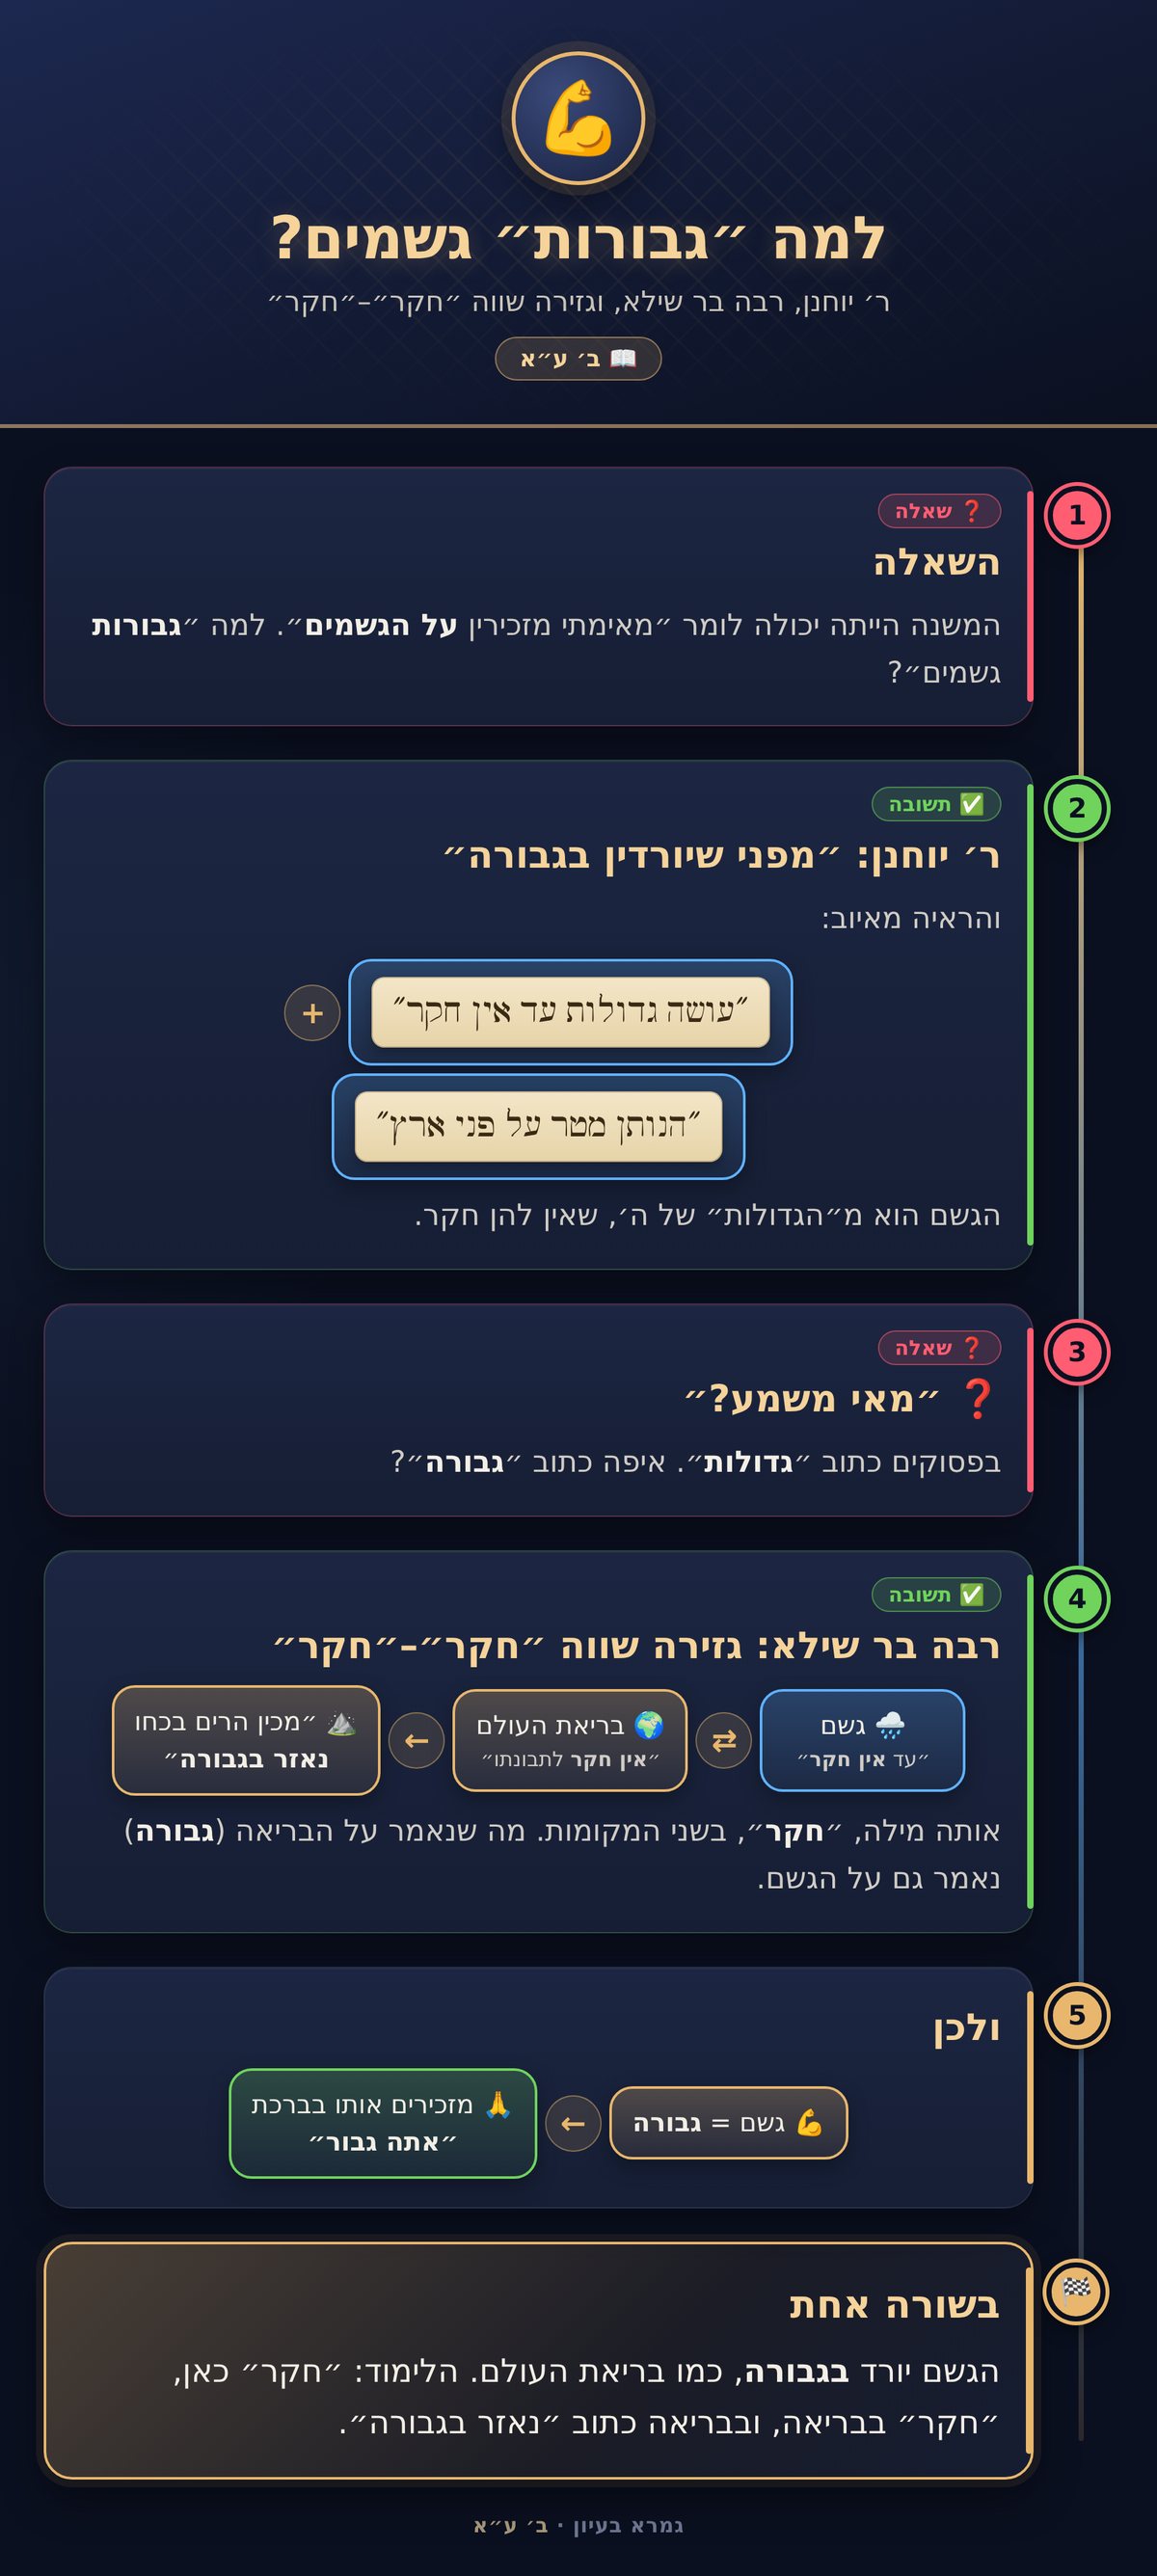 למה ״גבורות״ גשמים?
ר׳ יוחנן, רבה בר שילא, וגזירה שווה ״חקר״–״חקר״
📖 ב׳ ע״א
1
❓ שאלה
השאלה
המשנה הייתה יכולה לומר ״מאימתי מזכירין על הגשמים״. למה ״גבורות
גשמים״?
2
✅ תשובה
ר׳ יוחנן: ״מפני שיורדין בגבורה״
והראיה מאיוב:
״עושה גדולות עד אין חקר״
+
״הנותן מטר על פני ארץ״
הגשם הוא מ״הגדולות״ של ה׳, שאין להן חקר.
3
❓ שאלה
❓ ״מאי משמע?״
בפסוקים כתוב ״גדולות״. איפה כתוב ״גבורה״?
4
✅ תשובה
רבה בר שילא: גזירה שווה ״חקר״–״חקר״
🌧️ גשם
״עד אין חקר״
⇄
🌍 בריאת העולם
״אין חקר לתבונתו״
←
⛰️ ״מכין הרים בכחו
נאזר בגבורה״
אותה מילה, ״חקר״, בשני המקומות. מה שנאמר על הבריאה (גבורה)
נאמר גם על הגשם.
5
ולכן
💪 גשם = גבורה
←
🙏 מזכירים אותו בברכת
״אתה גבור״
בשורה אחת
הגשם יורד בגבורה, כמו בריאת העולם. הלימוד: ״חקר״ כאן,
״חקר״ בבריאה, ובבריאה כתוב ״נאזר בגבורה״.
גמרא בעיון · ב׳ ע״א